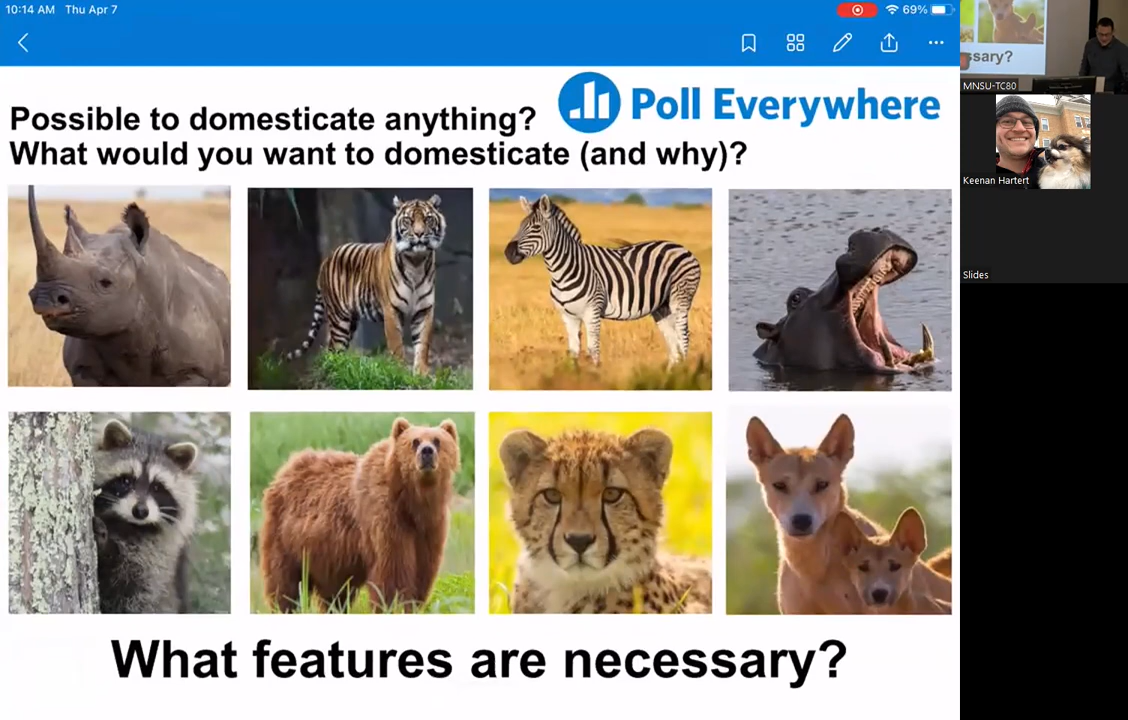 10:14 AM Thu Apr 7
69%
Poll Everywhere
Possible to domesticate anything?
What would you want to domesticate (and why)?
What features are necessary?
ssary?
MNSU-TC80
Keenan Hartert
Slides